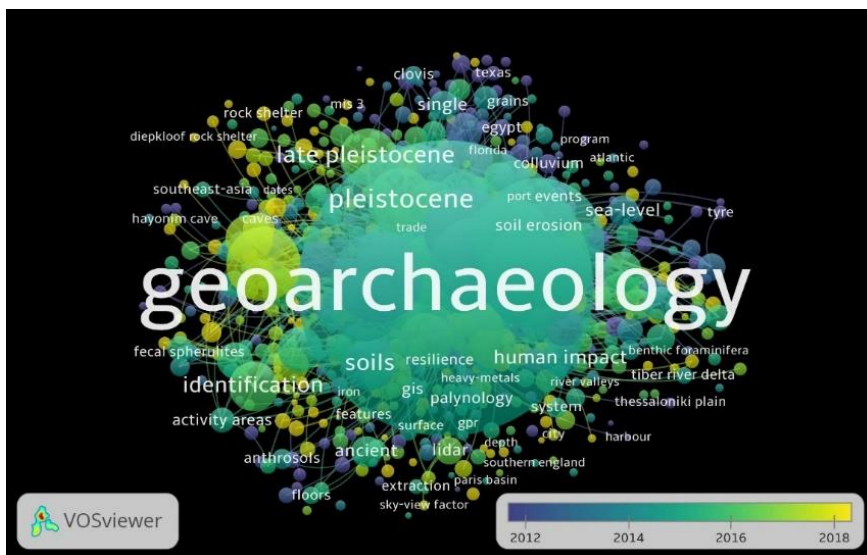 clovis
texas
mis 3
single
grains
rock shelter
egypt
diepkloof rock shelter
late pleistocene
florida
program
colluvium
atlantic
southeast-asia
dates
pleistocene
port
events
hayonim cave
caves
sea-level
tyre
trade
soil erosion
geoarchaeology
fecal spherulites
soils
resilience
human impact
benthic foraminifera
identification
iron
gis
heavy-metals
river valleys
tiber river delta
palynology
thessaloniki plain
activity areas
features
system
surface
gpr
city
harbour
anthrosols
ancient
lidar
depth
southern england
floors
extraction
paris basin
sky-view factor
VOSviewer
2012 2014 2016 2018